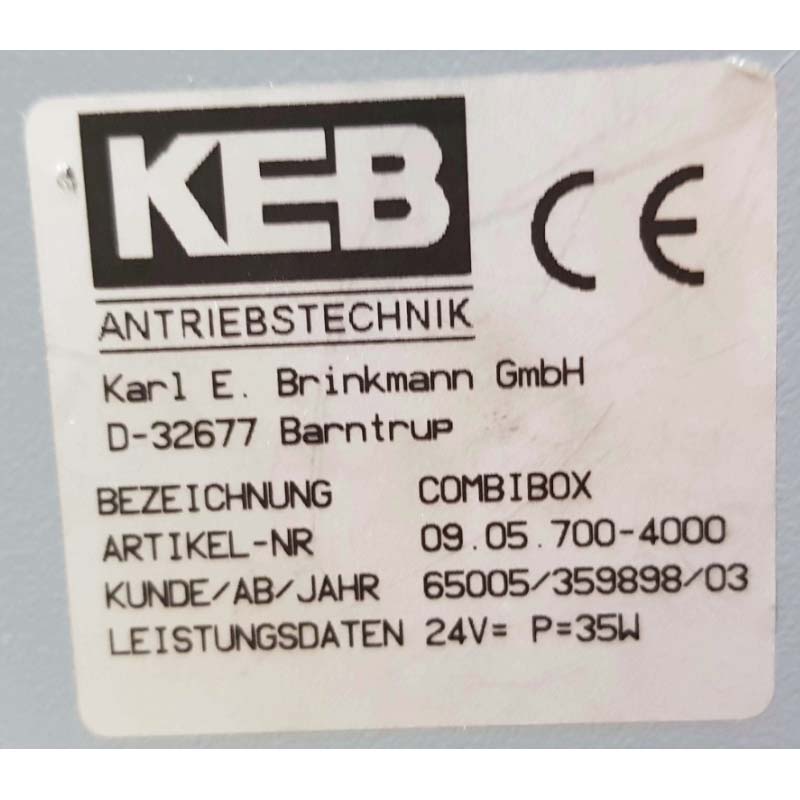 KEB
CE
ANTRIEBSTECHNIK
Karl E. Brinkmann GmbH
D-32677 Barntrup
BEZEICHNUNG COMBIBOX
ARTIKEL-NR 09.05.700-4000
KUNDE/AB/JAHR 65005/359898/03
LEISTUNGSDATEN 24V= P=35W